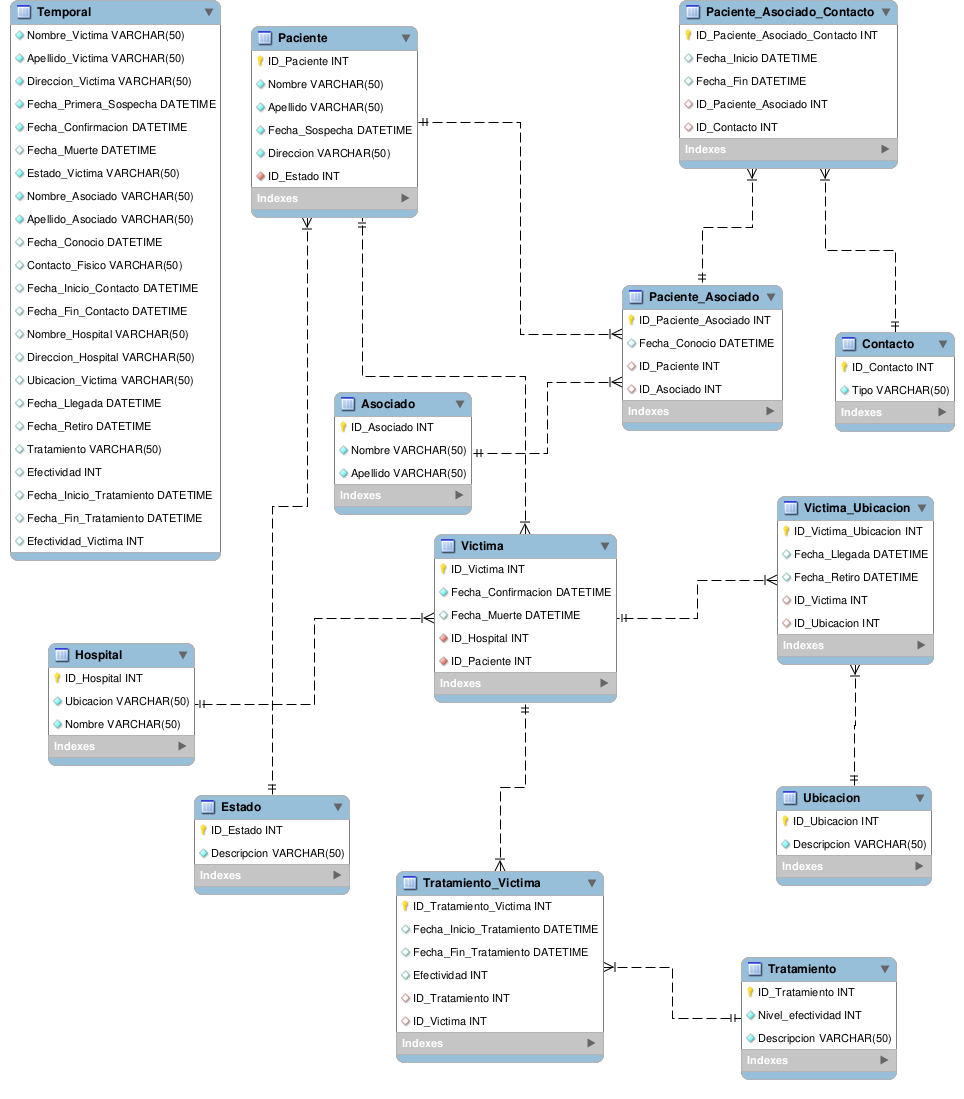 Temporal
Nombre_Victima VARCHAR(50)
Apellido_Victima VARCHAR(50)
Direccion_Victima VARCHAR(50)
Fecha_Primera_Sospecha DATETIME
Fecha_Confirmacion DATETIME
Fecha_Muerte DATETIME
Estado_Victima VARCHAR(50)
Nombre_Asociado VARCHAR(50)
Apellido_Asociado VARCHAR(50)
Fecha_Conocio DATETIME
Contacto_Fisico VARCHAR(50)
Fecha_Inicio_Contacto DATETIME
Fecha_Fin_Contacto DATETIME
Nombre_Hospital VARCHAR(50)
Direccion_Hospital VARCHAR(50)
Ubicacion_Victima VARCHAR(50)
Fecha_Llegada DATETIME
Fecha_Retiro DATETIME
Tratamiento VARCHAR(50)
Efectividad INT
Fecha_Inicio_Tratamiento DATETIME
Fecha_Fin_Tratamiento DATETIME
Efectividad_Victima INT
Paciente
ID_Paciente INT
Nombre VARCHAR(50)
Apellido VARCHAR(50)
Fecha_Sospecha DATETIME
Direccion VARCHAR(50)
ID_Estado INT
Indexes
Paciente_Asociado_Contacto
ID_Paciente_Asociado_Contacto INT
Fecha_Inicio DATETIME
Fecha_Fin DATETIME
ID_Paciente_Asociado INT
ID_Contacto INT
Indexes
Paciente_Asociado
ID_Paciente_Asociado INT
Fecha_Conocio DATETIME
ID_Paciente INT
ID_Asociado INT
Indexes
Contacto
ID_Contacto INT
Tipo VARCHAR(50)
Indexes
Asociado
ID_Asociado INT
Nombre VARCHAR(50)
Apellido VARCHAR(50)
Indexes
Victima
ID_Victima INT
Fecha_Confirmacion DATETIME
Fecha_Muerte DATETIME
ID_Hospital INT
ID_Paciente INT
Indexes
Victima_Ubicacion
ID_Victima_Ubicacion INT
Fecha_Llegada DATETIME
Fecha_Retiro DATETIME
ID_Victima INT
ID_Ubicacion INT
Indexes
Hospital
ID_Hospital INT
Ubicacion VARCHAR(50)
Nombre VARCHAR(50)
Indexes
Estado
ID_Estado INT
Descripcion VARCHAR(50)
Indexes
Ubicacion
ID_Ubicacion INT
Descripcion VARCHAR(50)
Indexes
Tratamiento_Victima
ID_Tratamiento_Victima INT
Fecha_Inicio_Tratamiento DATETIME
Fecha_Fin_Tratamiento DATETIME
Efectividad INT
ID_Tratamiento INT
ID_Victima INT
Indexes
Tratamiento
ID_Tratamiento INT
Nivel_efectividad INT
Descripcion VARCHAR(50)
Indexes